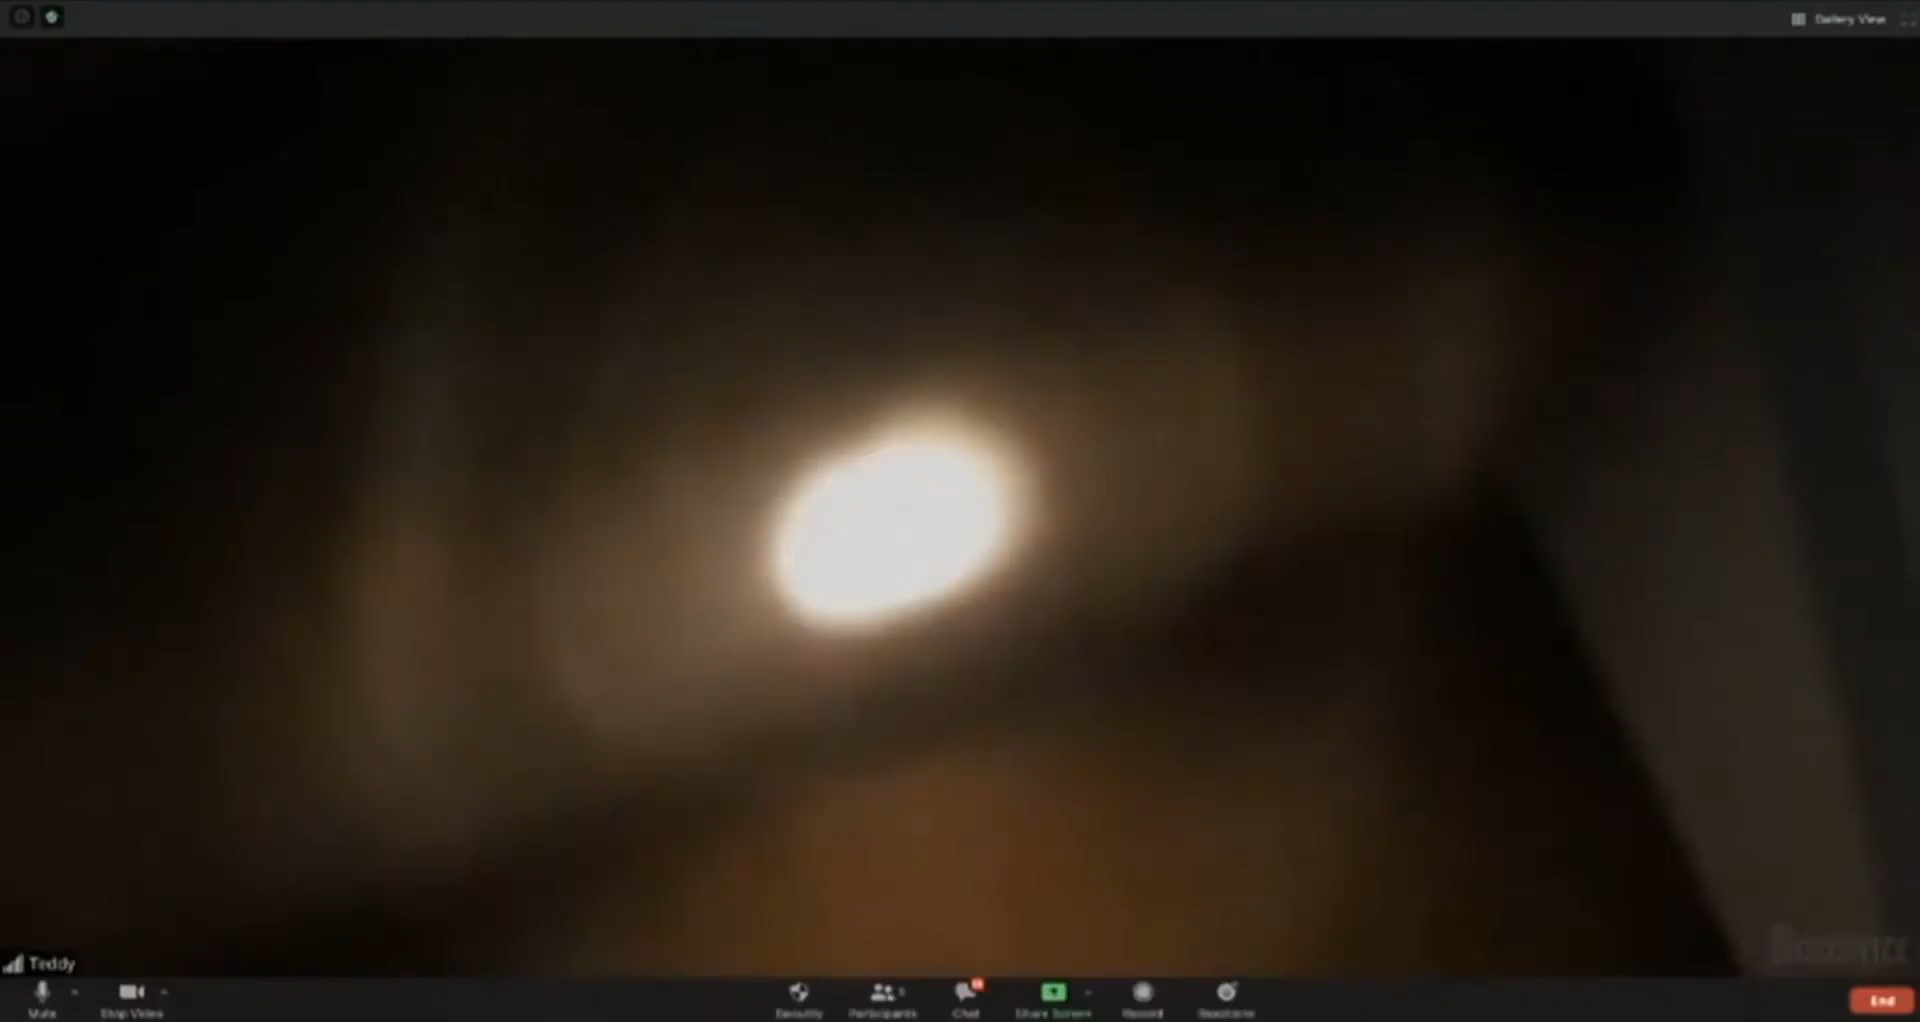 Gallery View
Teddy
Mute
Stop Video
Security
Participants
Chat
Share Screen
Record
Reactions
End